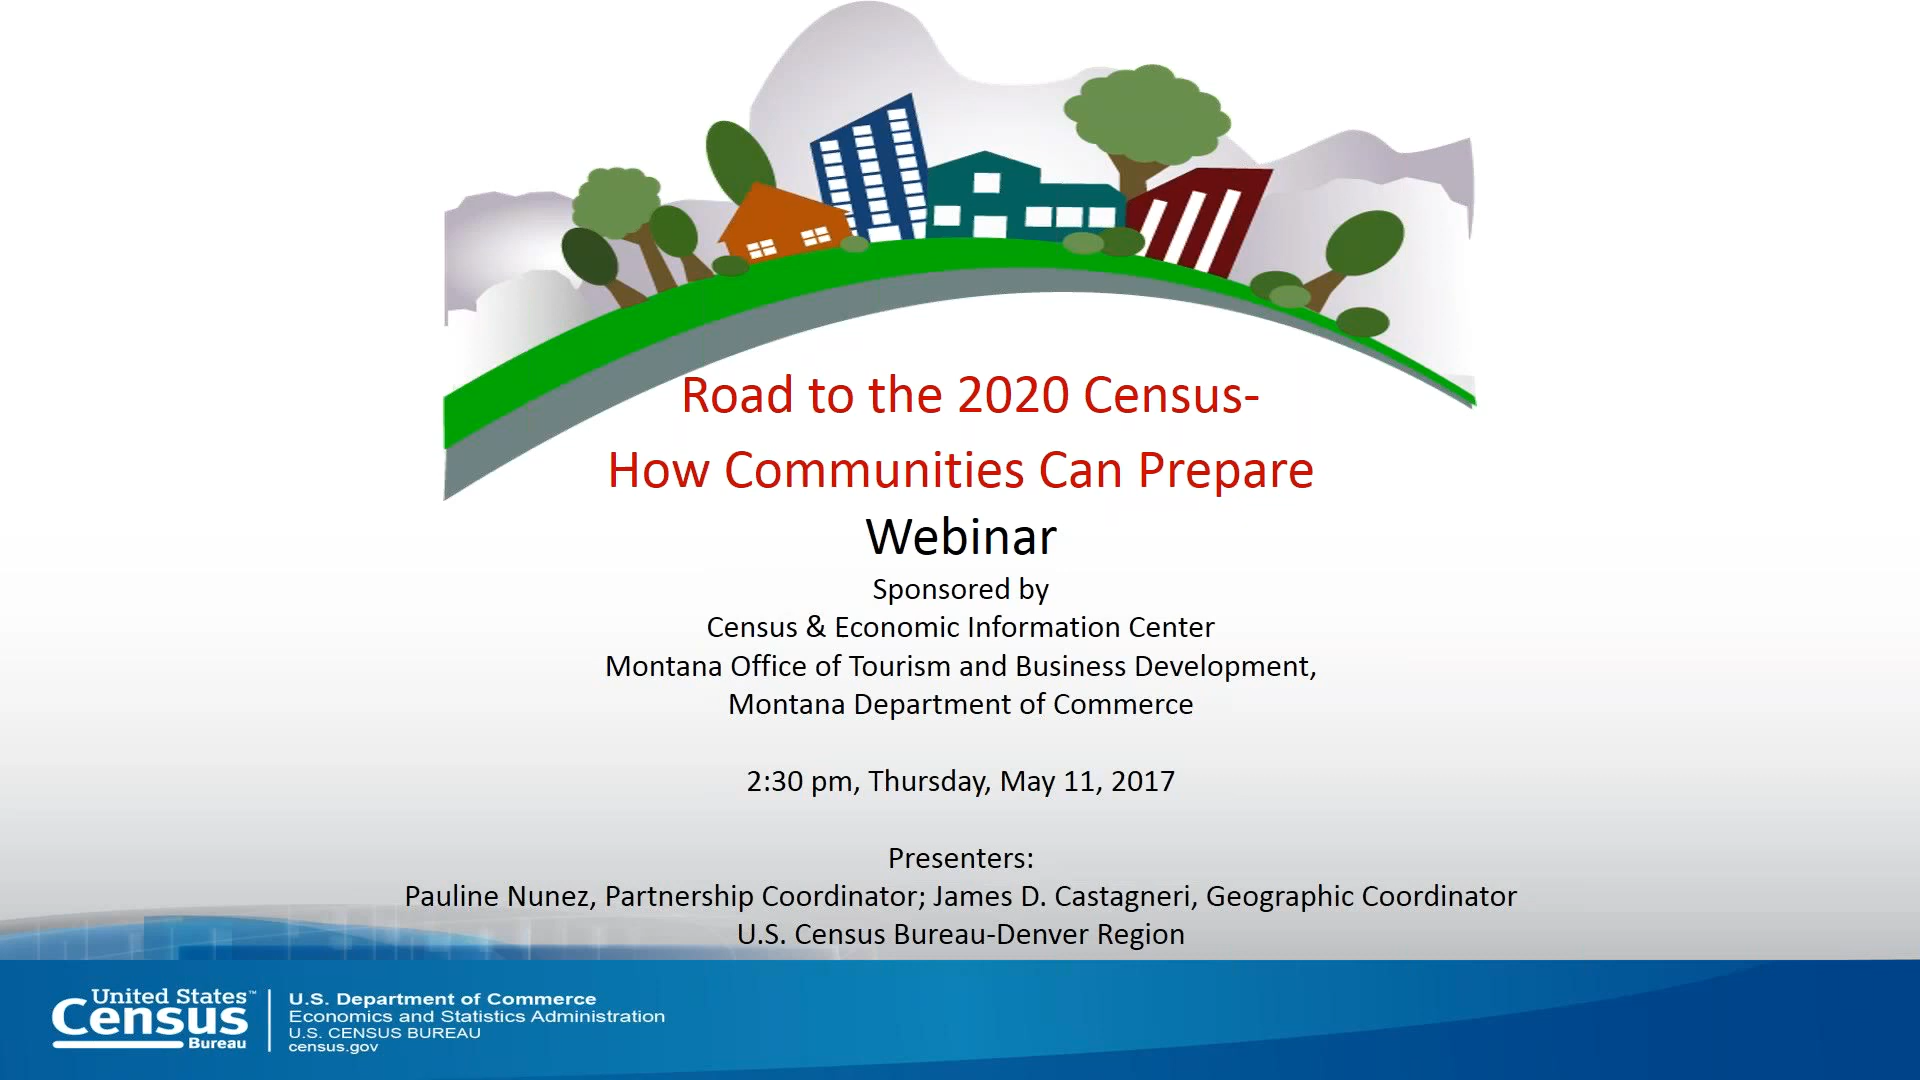 Road to the 2020 Census-
How Communities Can Prepare
Webinar
Sponsored by
Census & Economic Information Center
Montana Office of Tourism and Business Development,
Montana Department of Commerce
2:30 pm, Thursday, May 11, 2017
Presenters:
Pauline Nunez, Partnership Coordinator; James D. Castagneri, Geographic Coordinator
U.S. Census Bureau-Denver Region
United States™
Census
Bureau
U.S. Department of Commerce
Economics and Statistics Administration
U.S. CENSUS BUREAU
census.gov